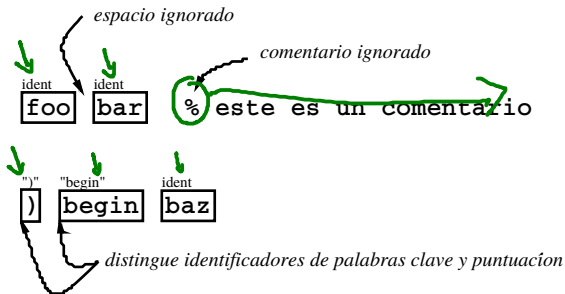 espacio ignorado
comentario ignorado
ident ident
foo bar % este es un comentario
")" "begin" ident
) begin baz
distingue identificadores de palabras clave y puntuacíon